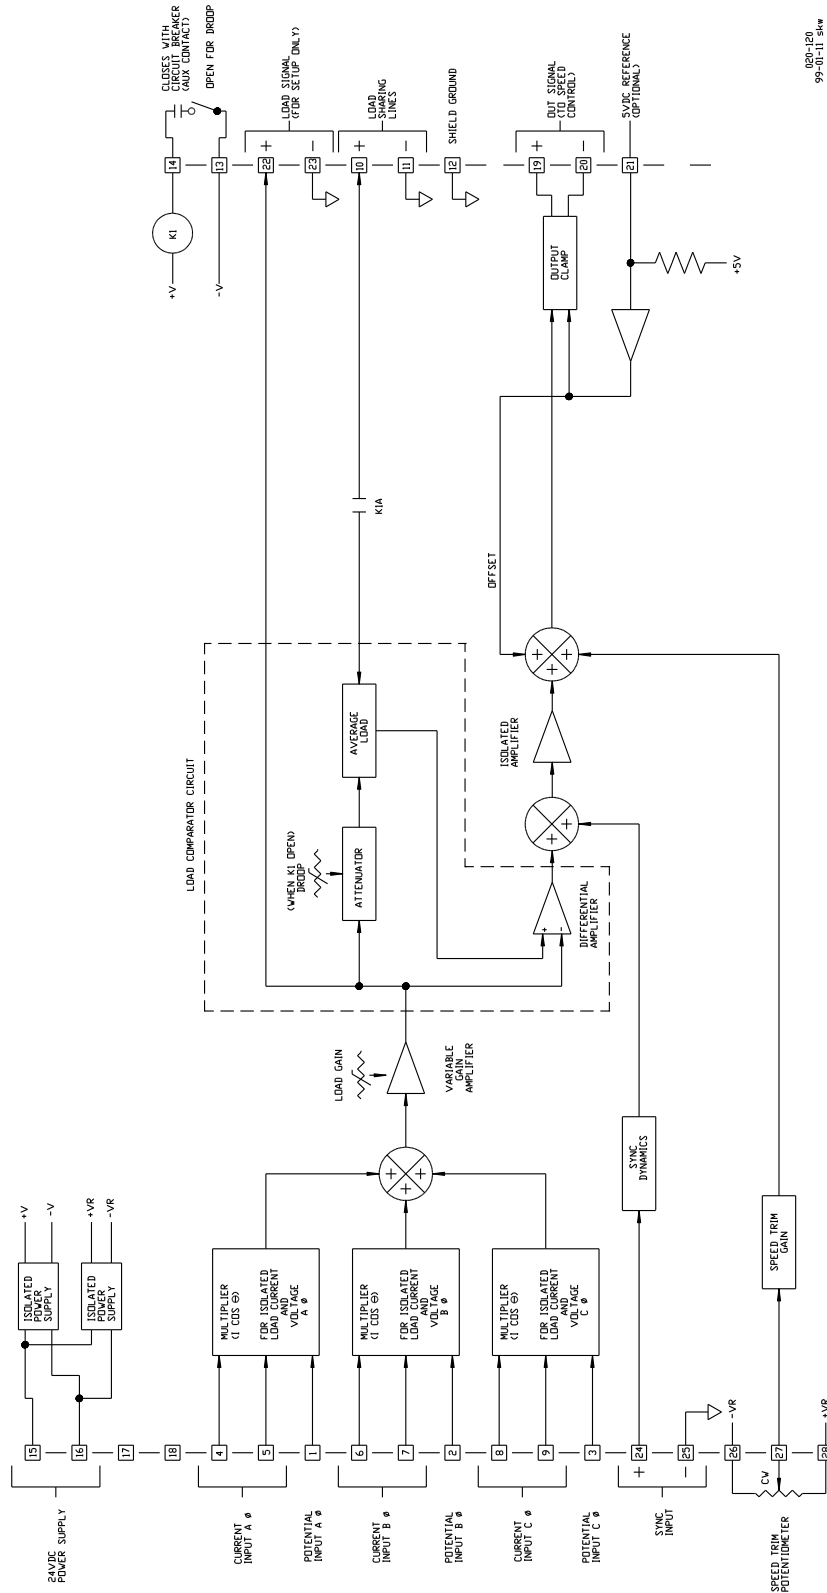 24VDC
POWER SUPPLY
15
16
17
18
ISOLATED
POWER
SUPPLY
+V
-V
ISOLATED
POWER
SUPPLY
+VR
-VR
CURRENT
INPUT A Ø
4
5
POTENTIAL
INPUT A Ø
1
MULTIPLIER
(I COS Θ)
FOR ISOLATED
LOAD CURRENT
AND
VOLTAGE
A Ø
CURRENT
INPUT B Ø
6
7
POTENTIAL
INPUT B Ø
2
MULTIPLIER
(I COS Θ)
FOR ISOLATED
LOAD CURRENT
AND
VOLTAGE
B Ø
CURRENT
INPUT C Ø
8
9
POTENTIAL
INPUT C Ø
3
MULTIPLIER
(I COS Θ)
FOR ISOLATED
LOAD CURRENT
AND
VOLTAGE
C Ø
+ + +
LOAD GAIN
VARIABLE
GAIN
AMPLIFIER
SYNC
INPUT
+
-
24
25
SYNC
DYNAMICS
SPEED TRIM
POTENTIOMETER
CW
26
-VR
27
28
+VR
SPEED TRIM
GAIN
LOAD COMPARATOR CIRCUIT
(WHEN K1 OPEN)
DROOP
ATTENUATOR
AVERAGE
LOAD
+
-
DIFFERENTIAL
AMPLIFIER
+ +
ISOLATED
AMPLIFIER
+ + +
OFFSET
K1A
+V
K1
-V
14
13
CLOSES WITH
CIRCUIT BREAKER
(AUX CONTACT)
OPEN FOR DROOP
22
+
23
-
LOAD SIGNAL
(FOR SETUP ONLY)
10
+
11
-
LOAD
SHARING
LINES
12
SHIELD GROUND
OUTPUT
CLAMP
19
+
20
-
OUT SIGNAL
(TO SPEED
CONTROL)
21
5VDC REFERENCE
(OPTIONAL)
+5V
020-120
99-01-11 skw